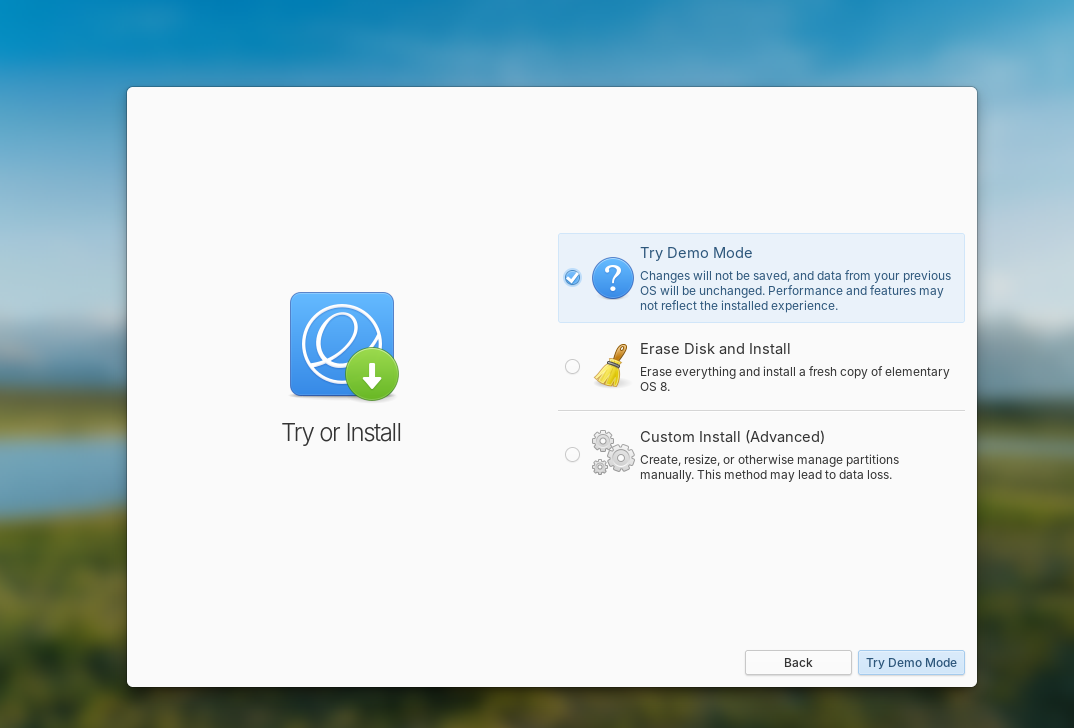 Try or Install
Try Demo Mode
Changes will not be saved, and data from your previous
OS will be unchanged. Performance and features may
not reflect the installed experience.
Erase Disk and Install
Erase everything and install a fresh copy of elementary
OS 8.
Custom Install (Advanced)
Create, resize, or otherwise manage partitions
manually. This method may lead to data loss.
Back
Try Demo Mode